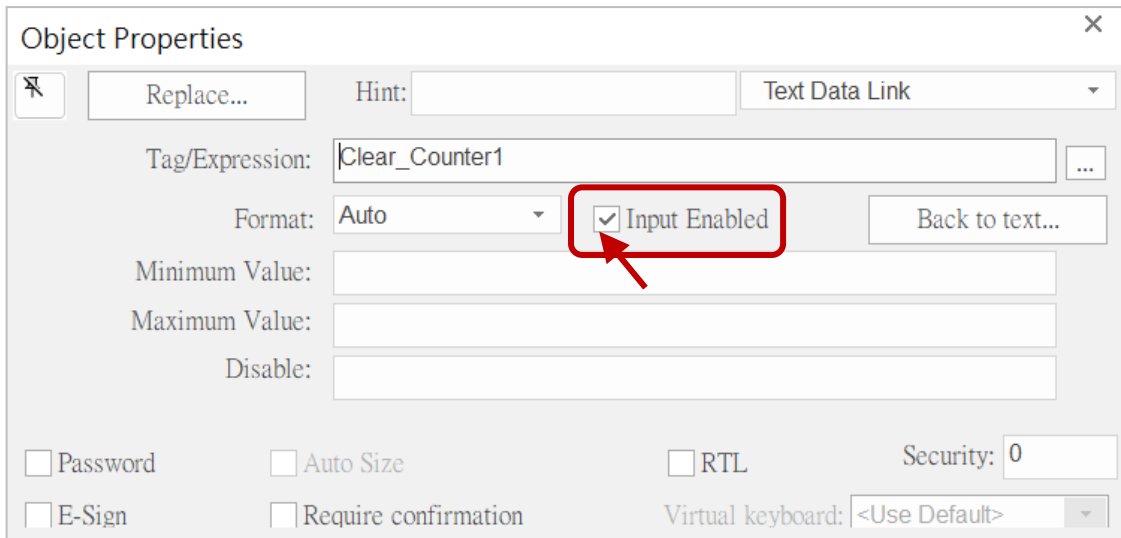 Object Properties
Replace... Hint: Text Data Link
Tag/Expression: Clear_Counter1 ...
Format: Auto Input Enabled Back to text...
Minimum Value:
Maximum Value:
Disable:
Password Auto Size RTL Security: 0
E-Sign Require confirmation Virtual keyboard: <Use Default>